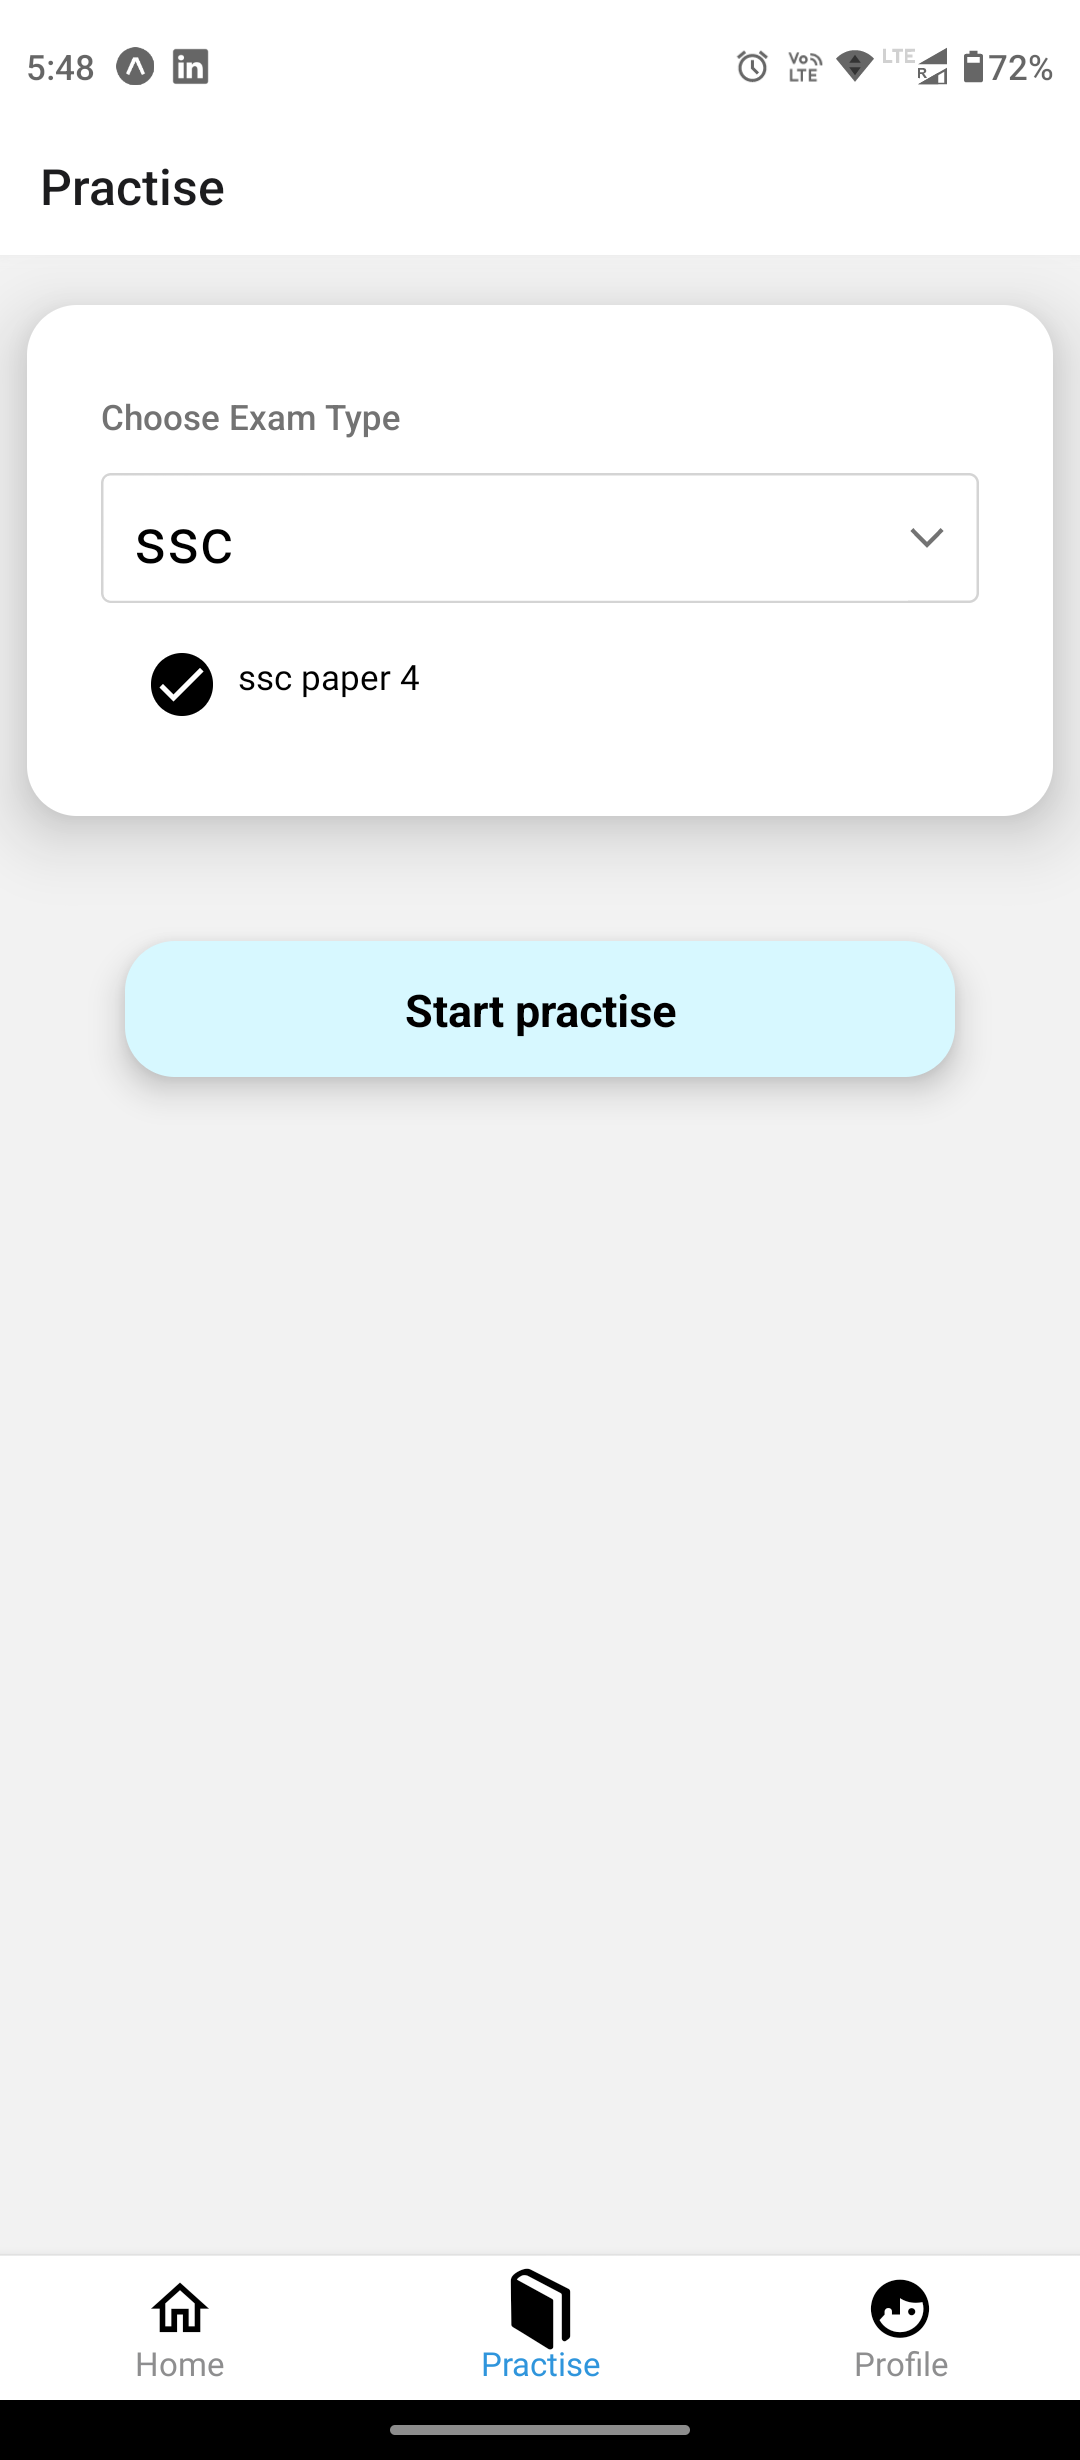 5:48 in Vo LTE LTE R 72%
Practise
Choose Exam Type
ssc
ssc paper 4
Start practise
Home Practise Profile